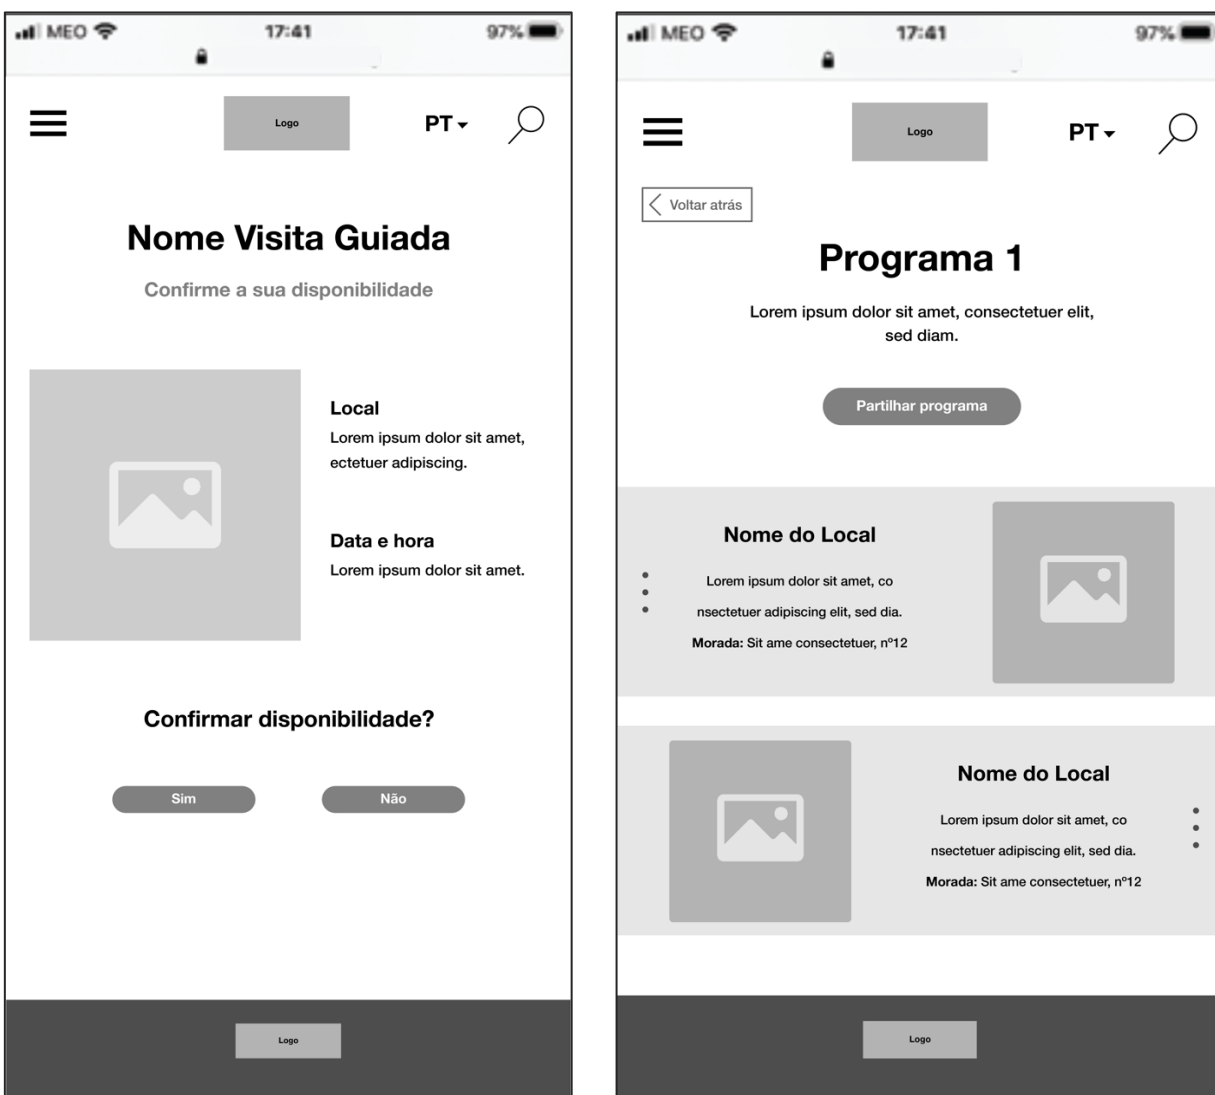 MEO 17:41 97%
Logo PT
Nome Visita Guiada
Confirme a sua disponibilidade
Local
Lorem ipsum dolor sit amet,
ectetuer adipiscing.
Data e hora
Lorem ipsum dolor sit amet.
Confirmar disponibilidade?
Sim Não
Logo
MEO 17:41 97%
Logo PT
Voltar atrás
Programa 1
Lorem ipsum dolor sit amet, consectetuer elit,
sed diam.
Partilhar programa
Nome do Local
Lorem ipsum dolor sit amet, co
nsectetuer adipiscing elit, sed dia.
Morada: Sit ame consectetuer, nº12
Nome do Local
Lorem ipsum dolor sit amet, co
nsectetuer adipiscing elit, sed dia.
Morada: Sit ame consectetuer, nº12
Logo